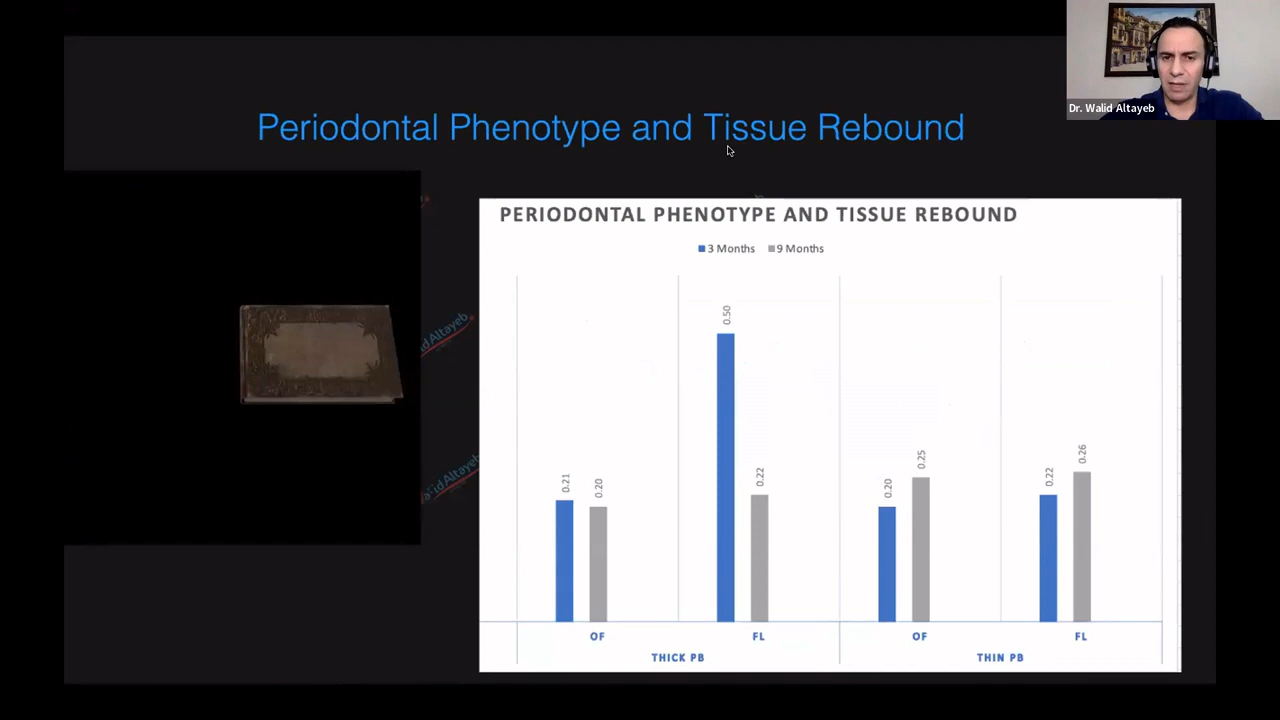 Dr. Walid Altayeb
Periodontal Phenotype and Tissue Rebound
PERIODONTAL PHENOTYPE AND TISSUE REBOUND
3 Months 9 Months
0.21
0.20
0.50
0.22
0.20
0.25
0.22
0.26
OF FL OF FL
THICK PB THIN PB
idAltayeb
idAltayeb